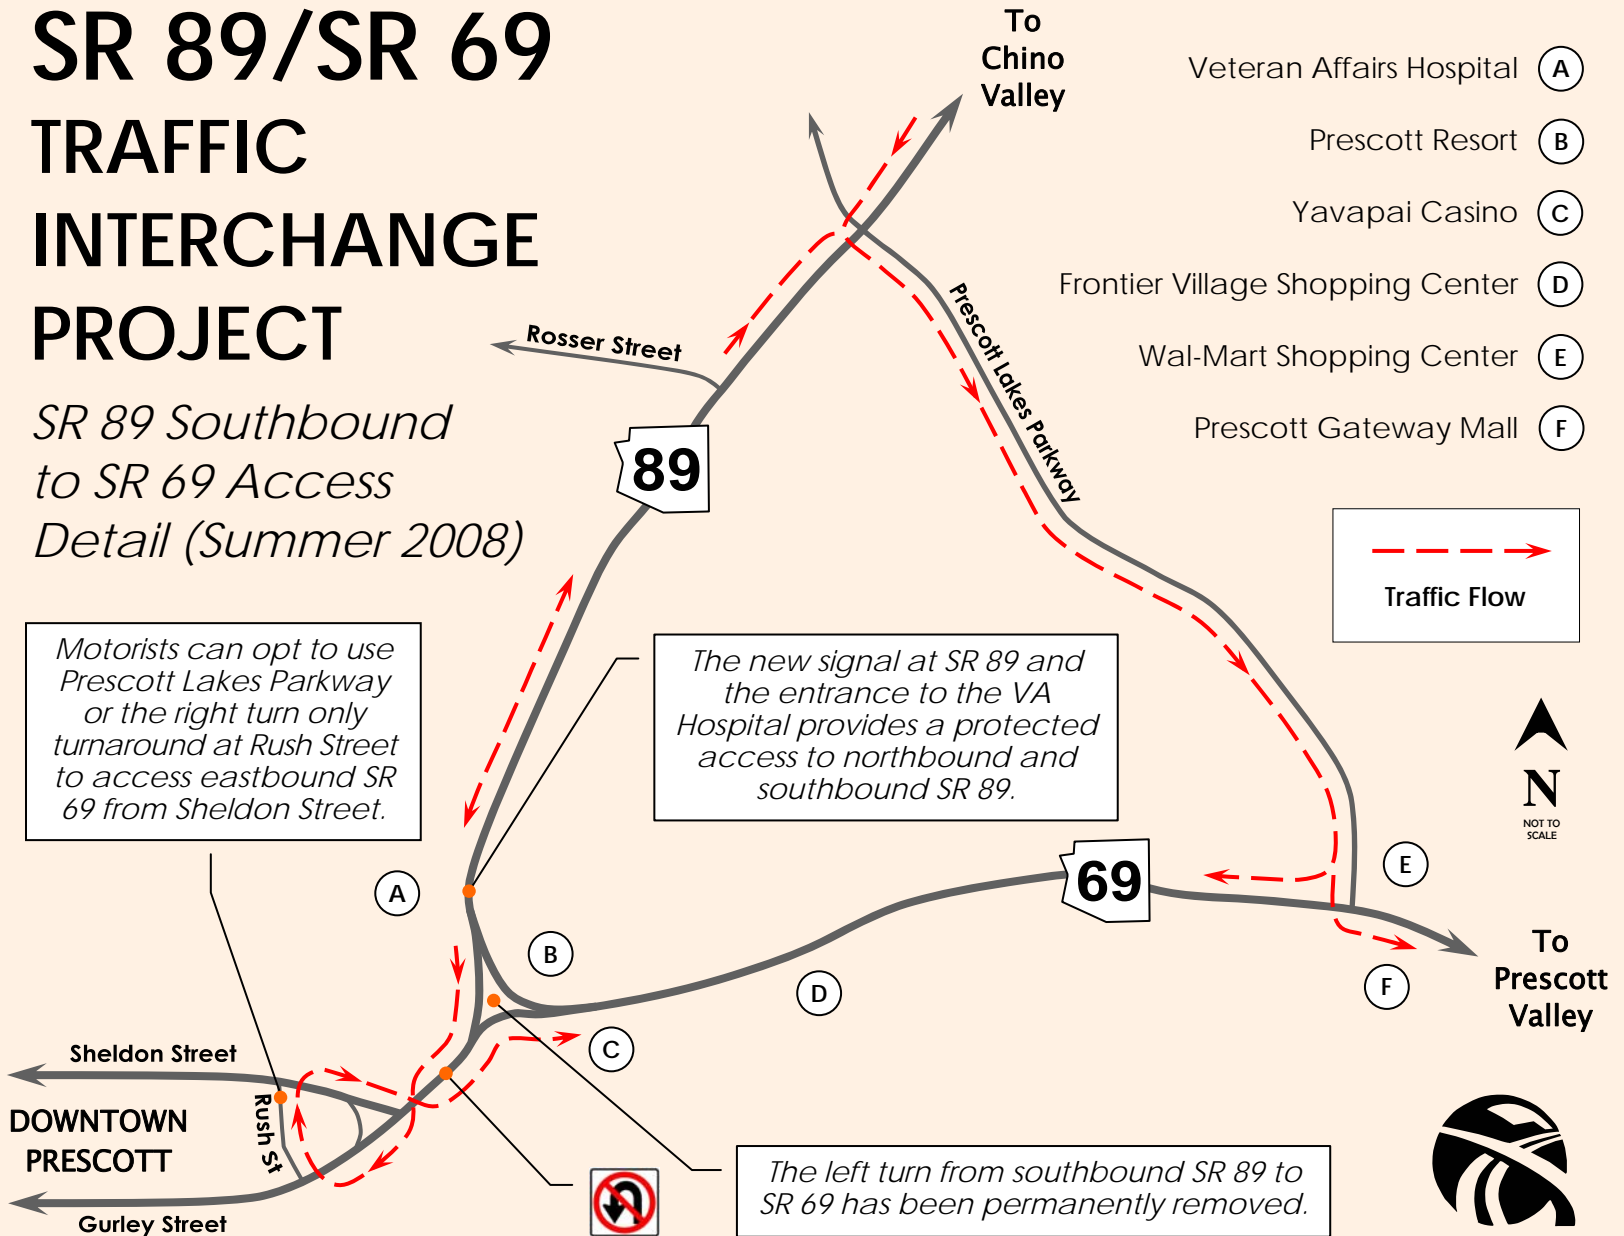 SR 89/SR 69
TRAFFIC
INTERCHANGE
PROJECT
SR 89 Southbound
to SR 69 Access
Detail (Summer 2008)
To
Chino
Valley
Veteran Affairs Hospital A
Prescott Resort B
Yavapai Casino C
Frontier Village Shopping Center D
Wal-Mart Shopping Center E
Prescott Gateway Mall F
Traffic Flow
Rosser Street
Prescott Lakes Parkway
89
Motorists can opt to use
Prescott Lakes Parkway
or the right turn only
turnaround at Rush Street
to access eastbound SR
69 from Sheldon Street.
The new signal at SR 89 and
the entrance to the VA
Hospital provides a protected
access to northbound and
southbound SR 89.
N
NOT TO
SCALE
69
A
B
C
D
E
F
To
Prescott
Valley
Sheldon Street
DOWNTOWN
PRESCOTT
Rush St
Gurley Street
The left turn from southbound SR 89 to
SR 69 has been permanently removed.